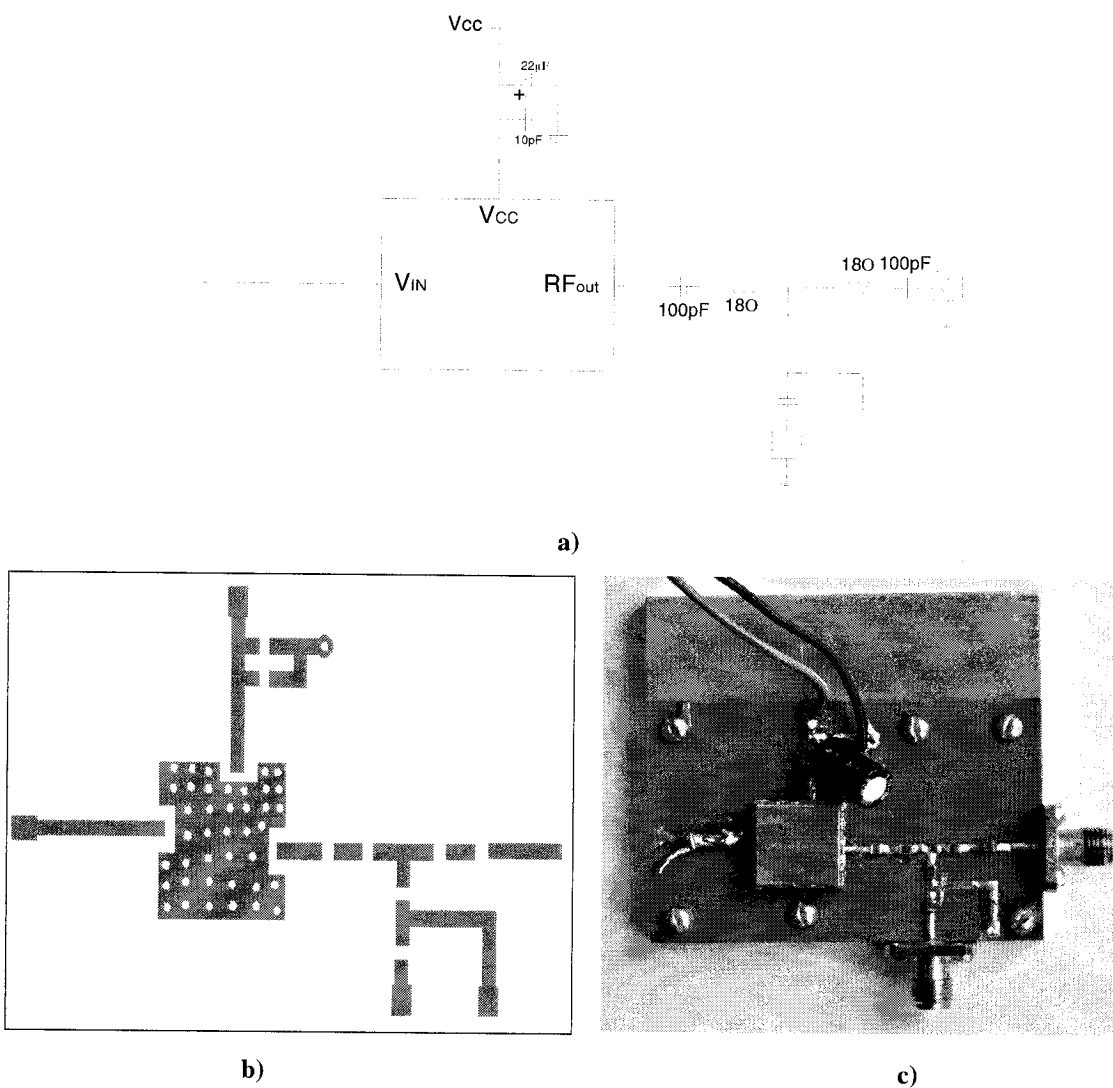 Vcc
22µF
+
10pF
VCC
VIN
RFout
100pF
18O
18O
100pF
a)
b)
c)